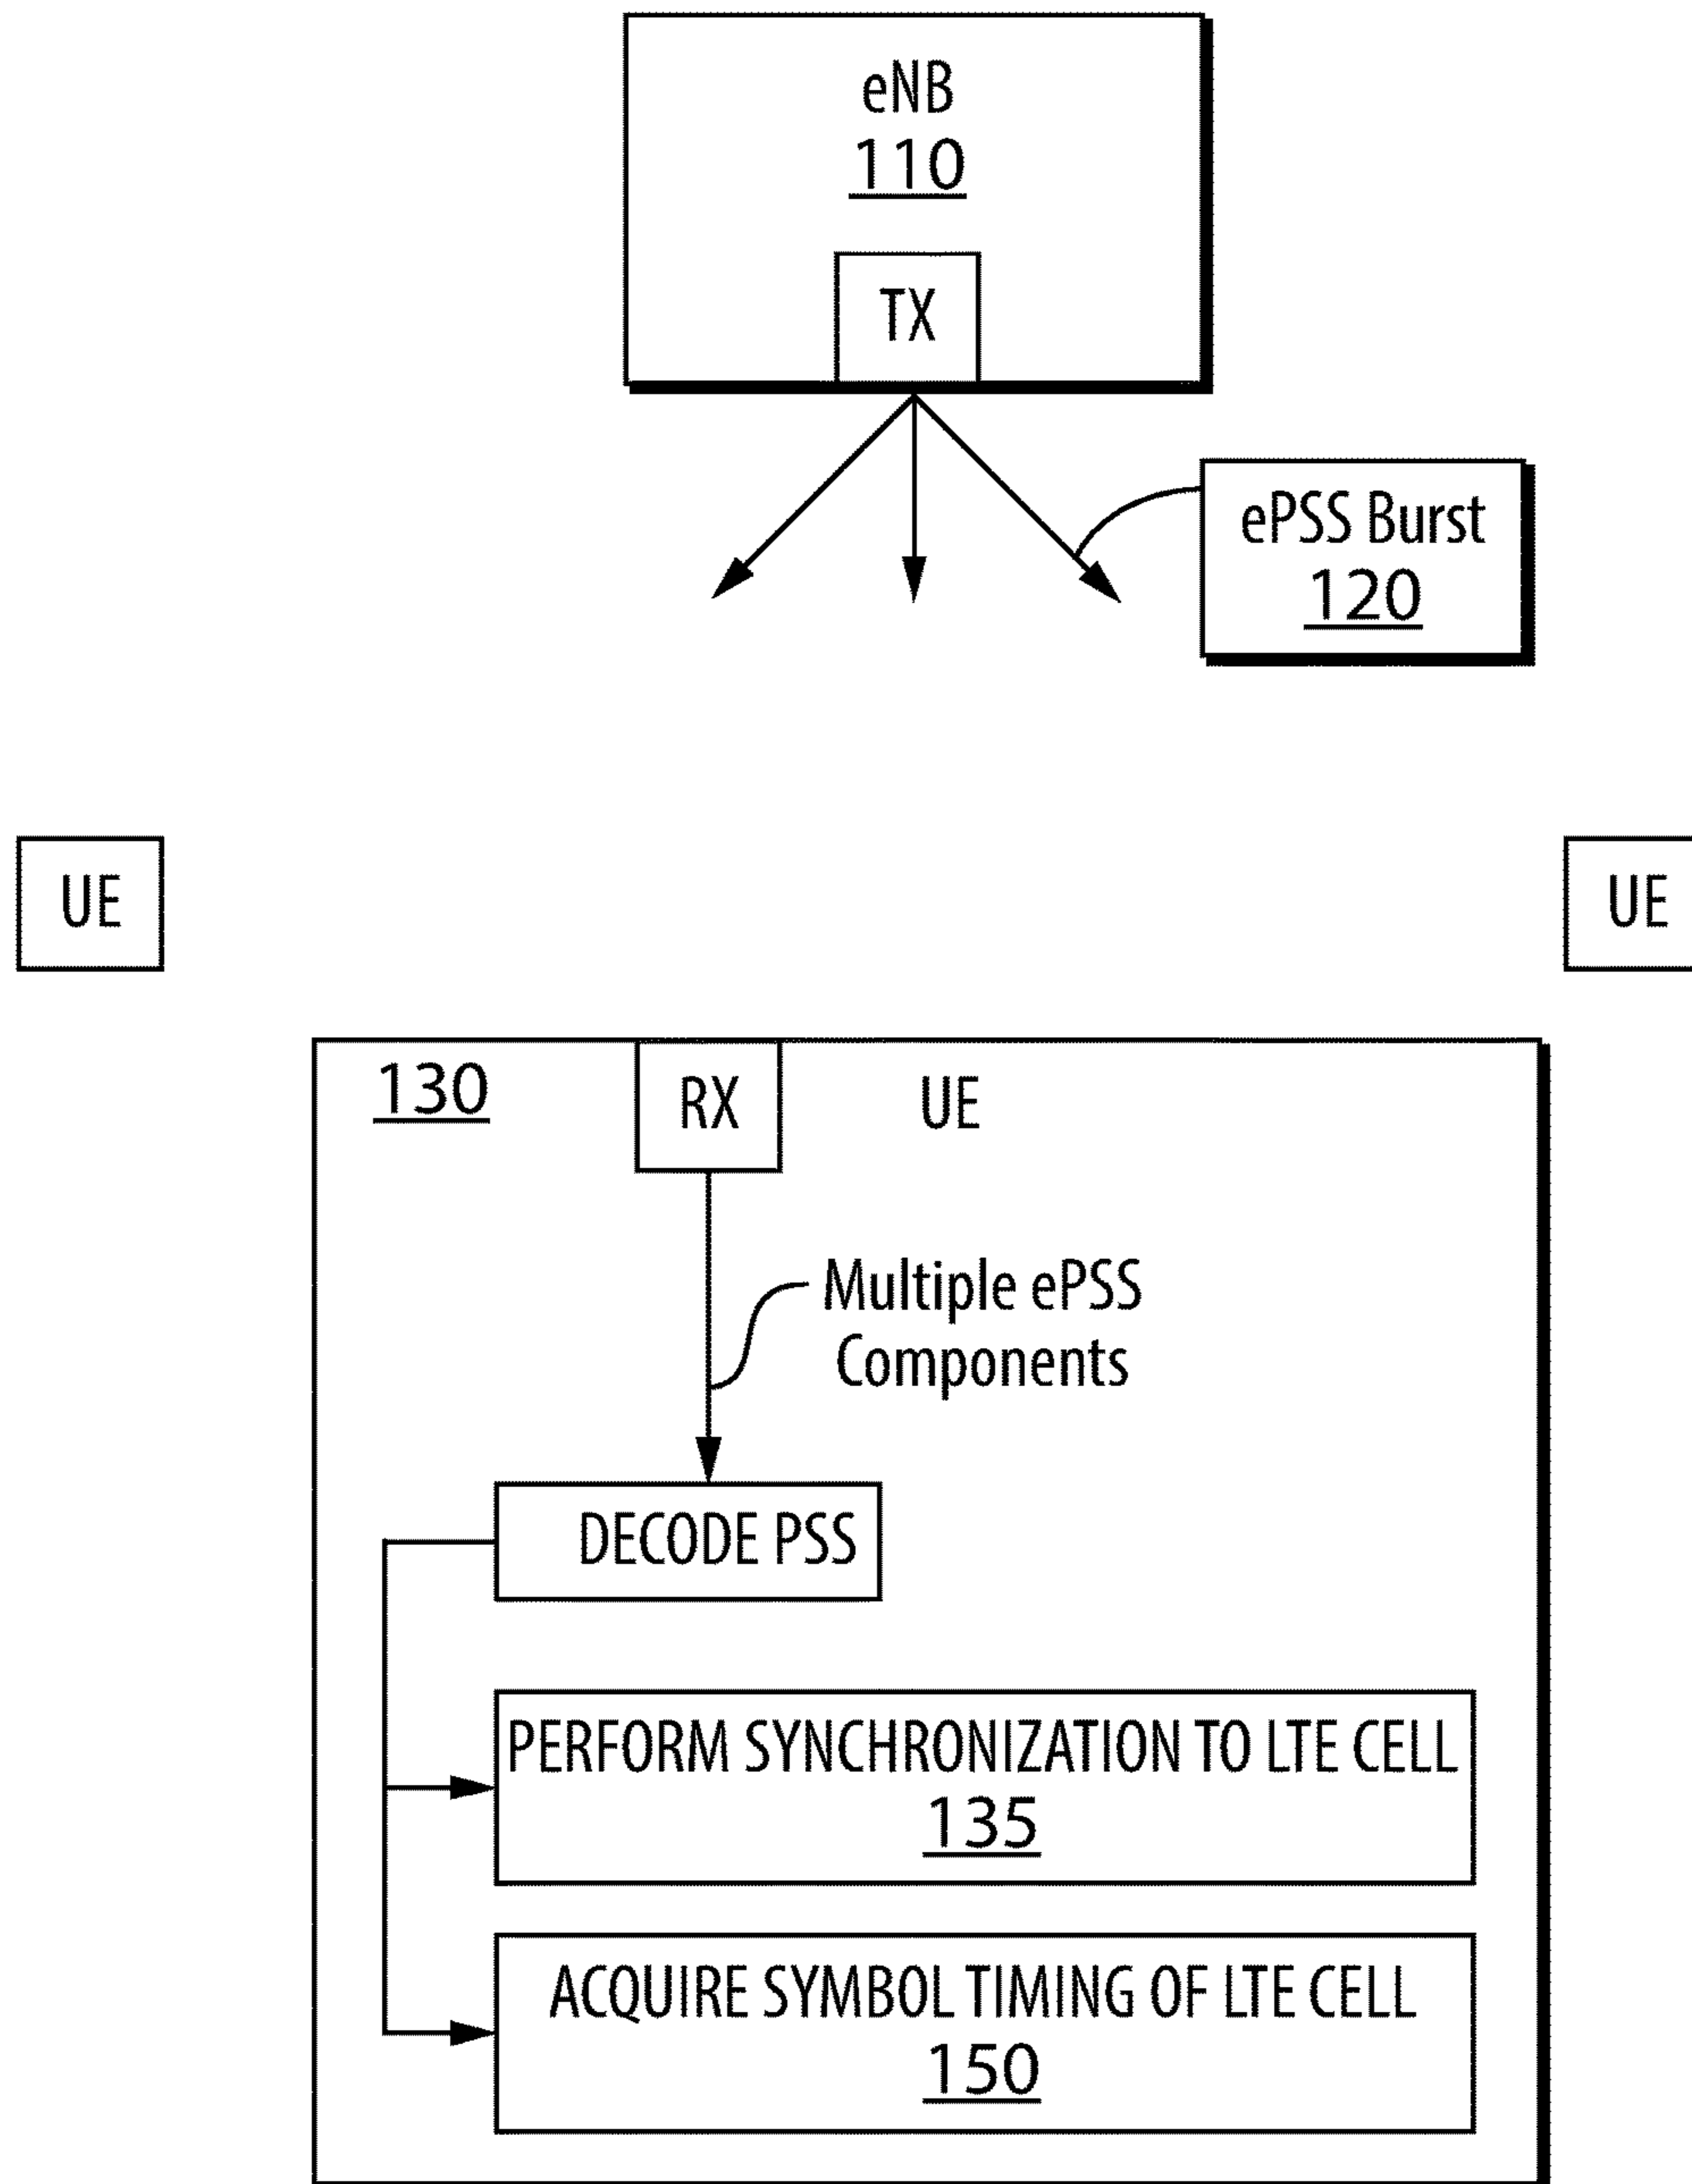 eNB
110
TX
ePSS Burst
120
UE
UE
130
RX
UE
Multiple ePSS
Components
DECODE PSS
PERFORM SYNCHRONIZATION TO LTE CELL
135
ACQUIRE SYMBOL TIMING OF LTE CELL
150